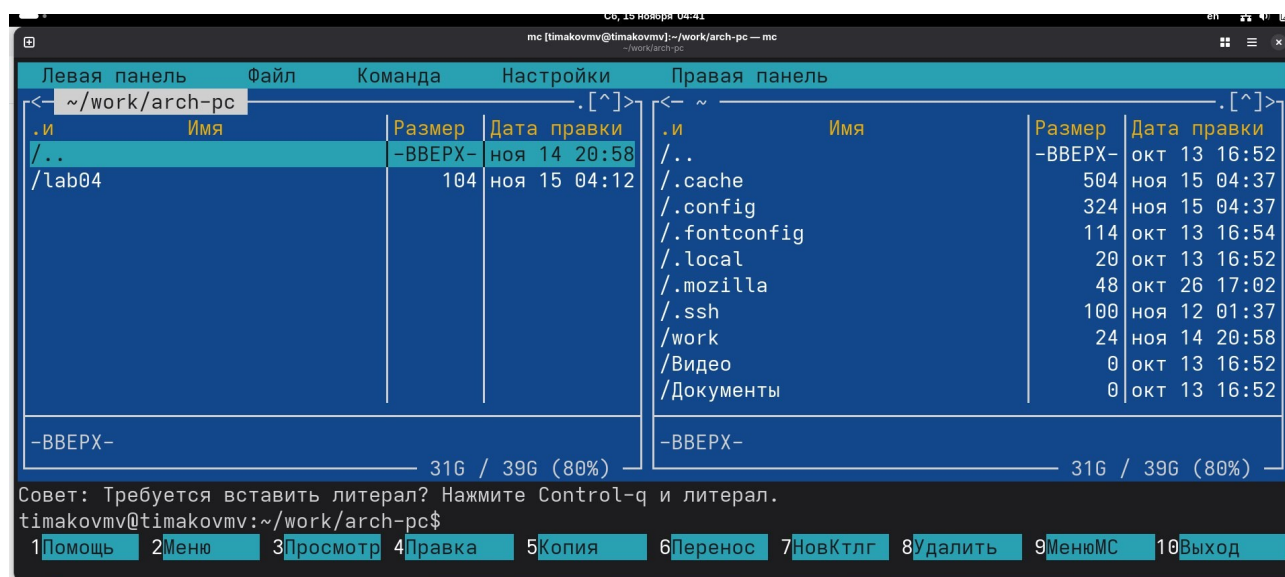 Сб, 15 ноября 04:41 en
mc [timakovmv@timakovmv]:~/work/arch-pc — mc
~/work/arch-pc
Левая панель Файл Команда Настройки Правая панель
<— ~/work/arch-pc .[^]> <— ~ .[^]>
.и Имя Размер Дата правки .и Имя Размер Дата правки
/.. -ВВЕРХ- ноя 14 20:58 /.. -ВВЕРХ- окт 13 16:52
/lab04 104 ноя 15 04:12 /.cache 504 ноя 15 04:37
/.config 324 ноя 15 04:37
/.fontconfig 114 окт 13 16:54
/.local 20 окт 13 16:52
/.mozilla 48 окт 26 17:02
/.ssh 100 ноя 12 01:37
/work 24 ноя 14 20:58
/Видео 0 окт 13 16:52
/Документы 0 окт 13 16:52
-ВВЕРХ- -ВВЕРХ-
31G / 39G (80%) 31G / 39G (80%)
Совет: Требуется вставить литерал? Нажмите Control-q и литерал.
timakovmv@timakovmv:~/work/arch-pc$
1Помощь 2Меню 3Просмотр 4Правка 5Копия 6Перенос 7НовКтлг 8Удалить 9МенюMC 10Выход